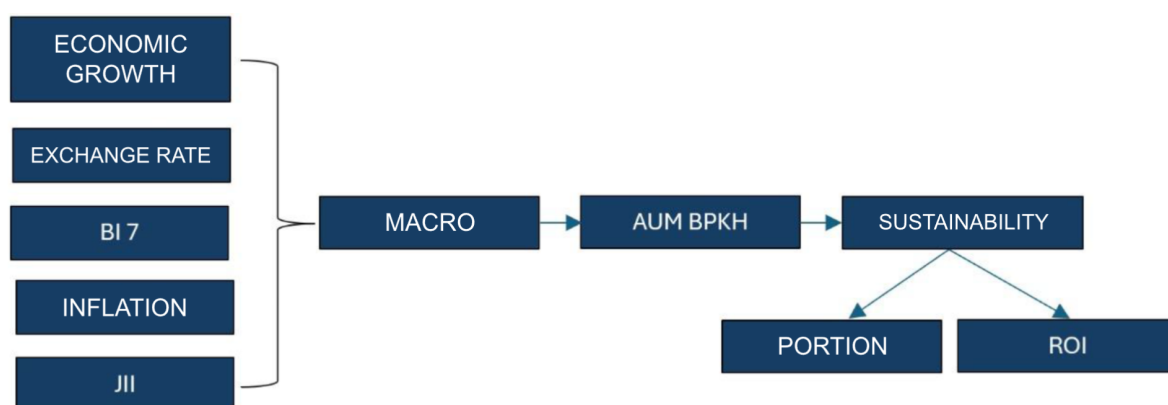 ECONOMIC
GROWTH
EXCHANGE RATE
BI 7
INFLATION
JII
MACRO
AUM BPKH
SUSTAINABILITY
PORTION
ROI